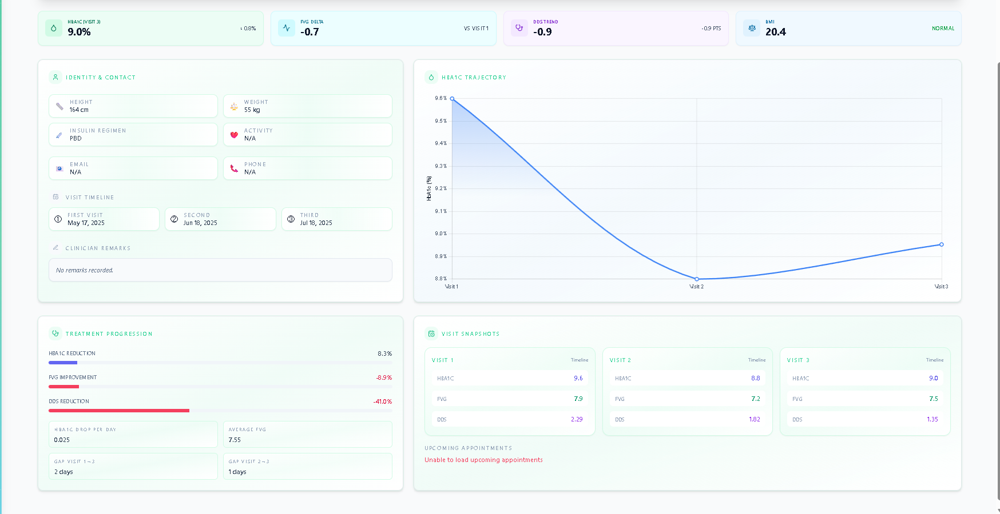 HBA1C (VISIT 3)
9.0%
↓ 0.8%
FVG DELTA
-0.7
VS VISIT 1
DDS TREND
-0.9
-0.9 PTS
BMI
20.4
NORMAL
IDENTITY & CONTACT
HEIGHT
164 cm
WEIGHT
55 kg
INSULIN REGIMEN
PBD
ACTIVITY
N/A
EMAIL
N/A
PHONE
N/A
VISIT TIMELINE
① FIRST VISIT
May 17, 2025
② SECOND
Jun 18, 2025
③ THIRD
Jul 18, 2025
CLINICIAN REMARKS
No remarks recorded.
HBA1C TRAJECTORY
HbA1c (%)
9.6%
9.5%
9.4%
9.3%
9.2%
9.1%
9.0%
8.9%
8.8%
Visit 1
Visit 2
Visit 3
TREATMENT PROGRESSION
HBA1C REDUCTION 8.3%
FVG IMPROVEMENT -8.9%
DDS REDUCTION -41.0%
HBA1C DROP PER DAY
0.025
AVERAGE FVG
7.55
GAP VISIT 1→3
2 days
GAP VISIT 2→3
1 days
VISIT SNAPSHOTS
VISIT 1 Timeline
HBA1C 9.6
FVG 7.9
DDS 2.29
VISIT 2 Timeline
HBA1C 8.8
FVG 7.2
DDS 1.82
VISIT 3 Timeline
HBA1C 9.0
FVG 7.5
DDS 1.35
UPCOMING APPOINTMENTS
Unable to load upcoming appointments